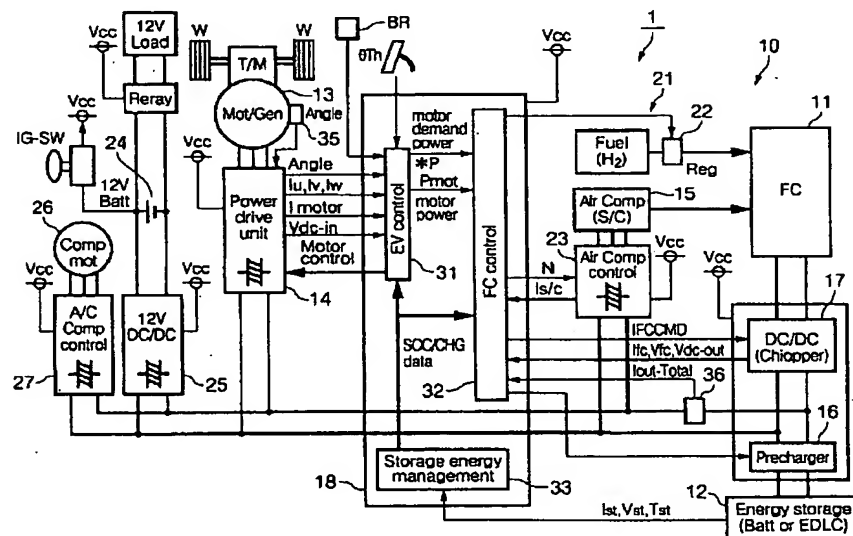 12V
Load
Vcc
Reray
Vcc
IG-SW
24
12V
Batt
26
Comp
mot
Vcc
A/C
Comp
control
27
12V
DC/DC
Vcc
25
W
W
T/M
13
Mot/Gen
Angle
35
Vcc
Power
drive
unit
14
Angle
Iu,Iv,Iw
I motor
Vdc-in
Motor
control
BR
θTh
EV control
31
motor
demand
power
*P
Pmot
motor
power
FC control
32
SOC/CHG
data
Storage energy
management
33
18
Vcc
1
10
21
22
Fuel
(H2)
Reg
11
FC
15
Air Comp
(S/C)
23
Air Comp
control
Vcc
N
Is/c
Vcc
17
IFCCMD
DC/DC
(Chiopper)
Ifc,Vfc,Vdc-out
Iout-Total
36
16
Precharger
12
Energy storage
(Batt or EDLC)
Ist,Vst,Tst